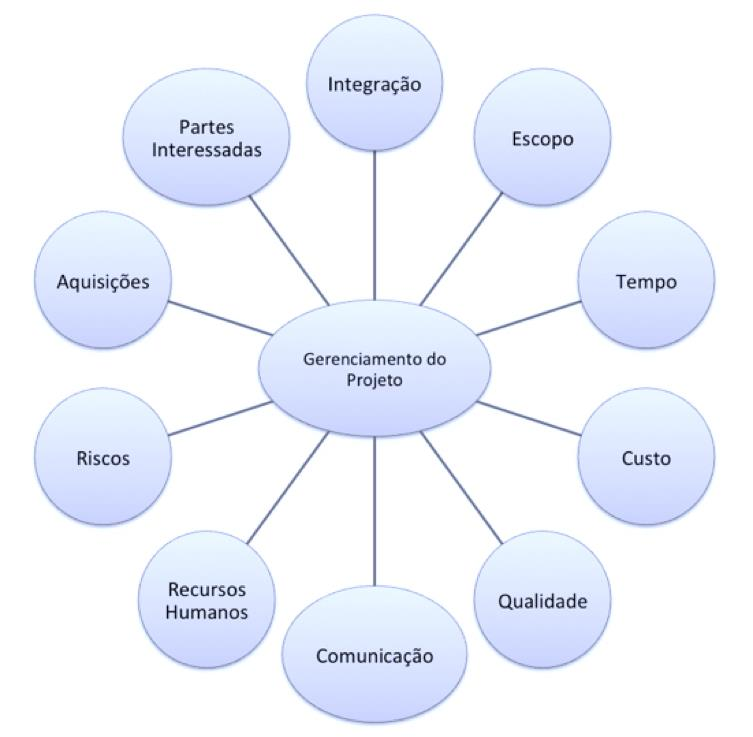 Integração
Escopo
Tempo
Custo
Qualidade
Comunicação
Recursos
Humanos
Riscos
Aquisições
Partes
Interessadas
Gerenciamento do
Projeto